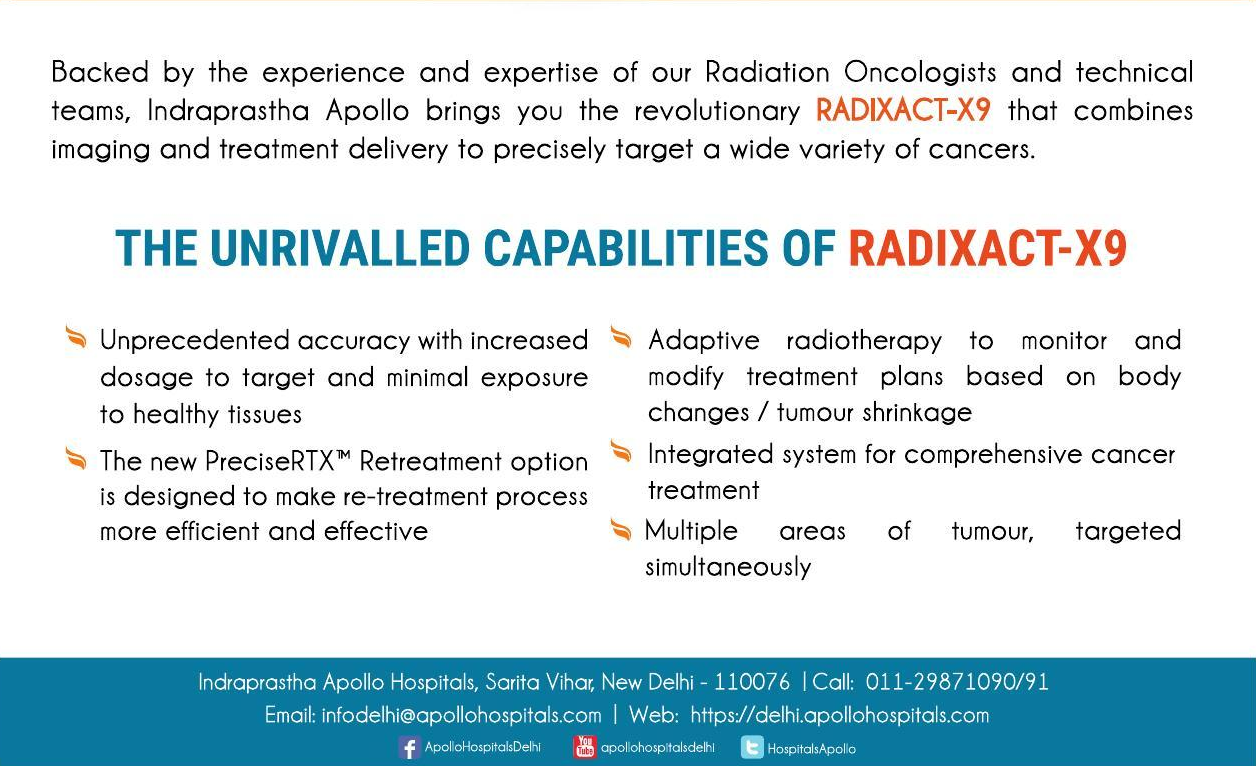 Backed by the experience and expertise of our Radiation Oncologists and technical
teams, Indraprastha Apollo brings you the revolutionary RADIXACT-X9 that combines
imaging and treatment delivery to precisely target a wide variety of cancers.
THE UNRIVALLED CAPABILITIES OF RADIXACT-X9
Unprecedented accuracy with increased
dosage to target and minimal exposure
to healthy tissues
The new PreciseRTX™ Retreatment option
is designed to make re-treatment process
more efficient and effective
Adaptive radiotherapy to monitor and
modify treatment plans based on body
changes / tumour shrinkage
Integrated system for comprehensive cancer
treatment
Multiple areas of tumour, targeted
simultaneously
Indraprastha Apollo Hospitals, Sarita Vihar, New Delhi - 110076 | Call: 011-29871090/91
Email: infodelhi@apollohospitals.com | Web: https://delhi.apollohospitals.com
f ApolloHospitalsDelhi You Tube apollohospitalsdelhi t HospitalsApollo